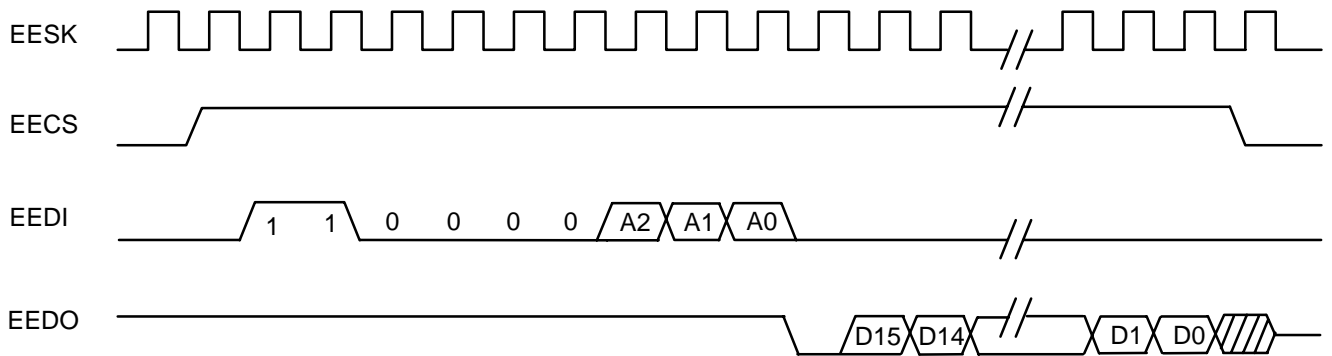 EESK
EECS
EEDI 1 1 0 0 0 0 A2 A1 A0
EEDO D15 D14 D1 D0